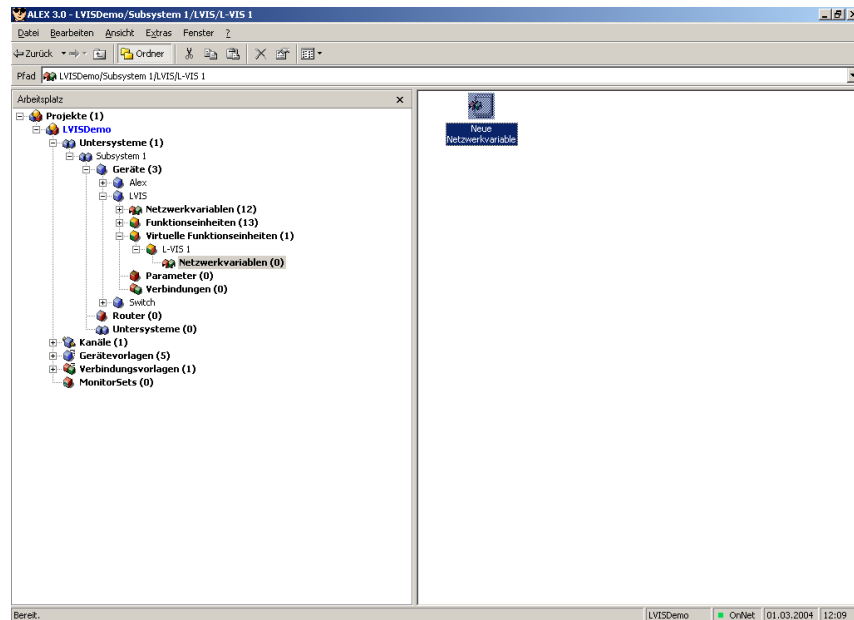 ALEX 3.0 - LVISDemo/Subsystem 1/LVIS/L-VIS 1
Datei Bearbeiten Ansicht Extras Fenster ?
Zurück Ordner
Pfad LVISDemo/Subsystem 1/LVIS/L-VIS 1
Arbeitsplatz
Projekte (1)
LVISDemo
Untersysteme (1)
Subsystem 1
Geräte (3)
Alex
LVIS
Netzwerkvariablen (12)
Funktionseinheiten (13)
Virtuelle Funktionseinheiten (1)
L-VIS 1
Netzwerkvariablen (0)
Parameter (0)
Verbindungen (0)
Switch
Router (0)
Untersysteme (0)
Kanäle (1)
Gerätevorlagen (5)
Verbindungsvorlagen (1)
MonitorSets (0)
Neue
Netzwerkvariable
Bereit. LVISDemo OnNet 01.03.2004 12:09